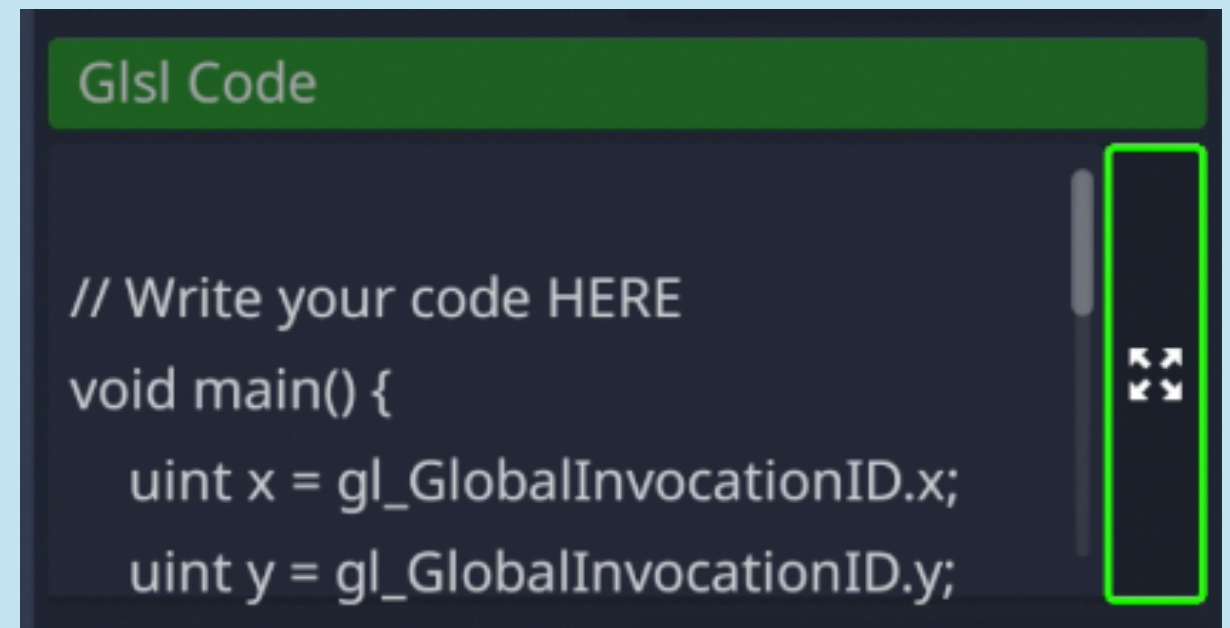 Glsl Code
// Write your code HERE
void main() {
uint x = gl_GlobalInvocationID.x;
uint y = gl_GlobalInvocationID.y;